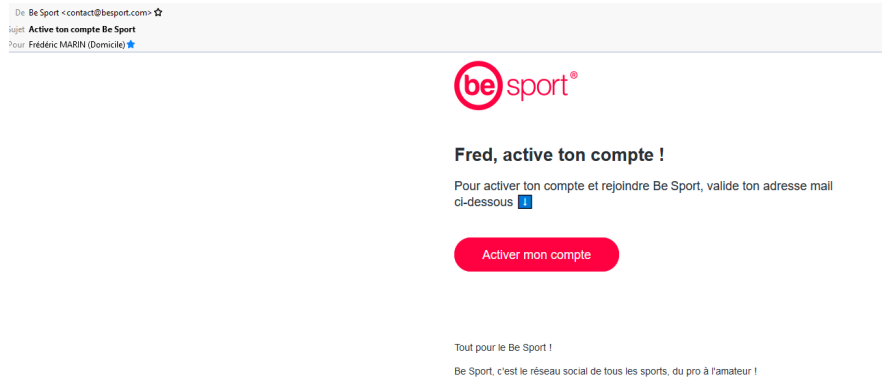 De Be Sport <contact@besport.com>
Sujet Active ton compte Be Sport
Pour Frédéric MARIN (Domicile)
be sport®
Fred, active ton compte !
Pour activer ton compte et rejoindre Be Sport, valide ton adresse mail
ci-dessous ⬇
Activer mon compte
Tout pour le Be Sport !
Be Sport, c'est le réseau social de tous les sports, du pro à l'amateur !